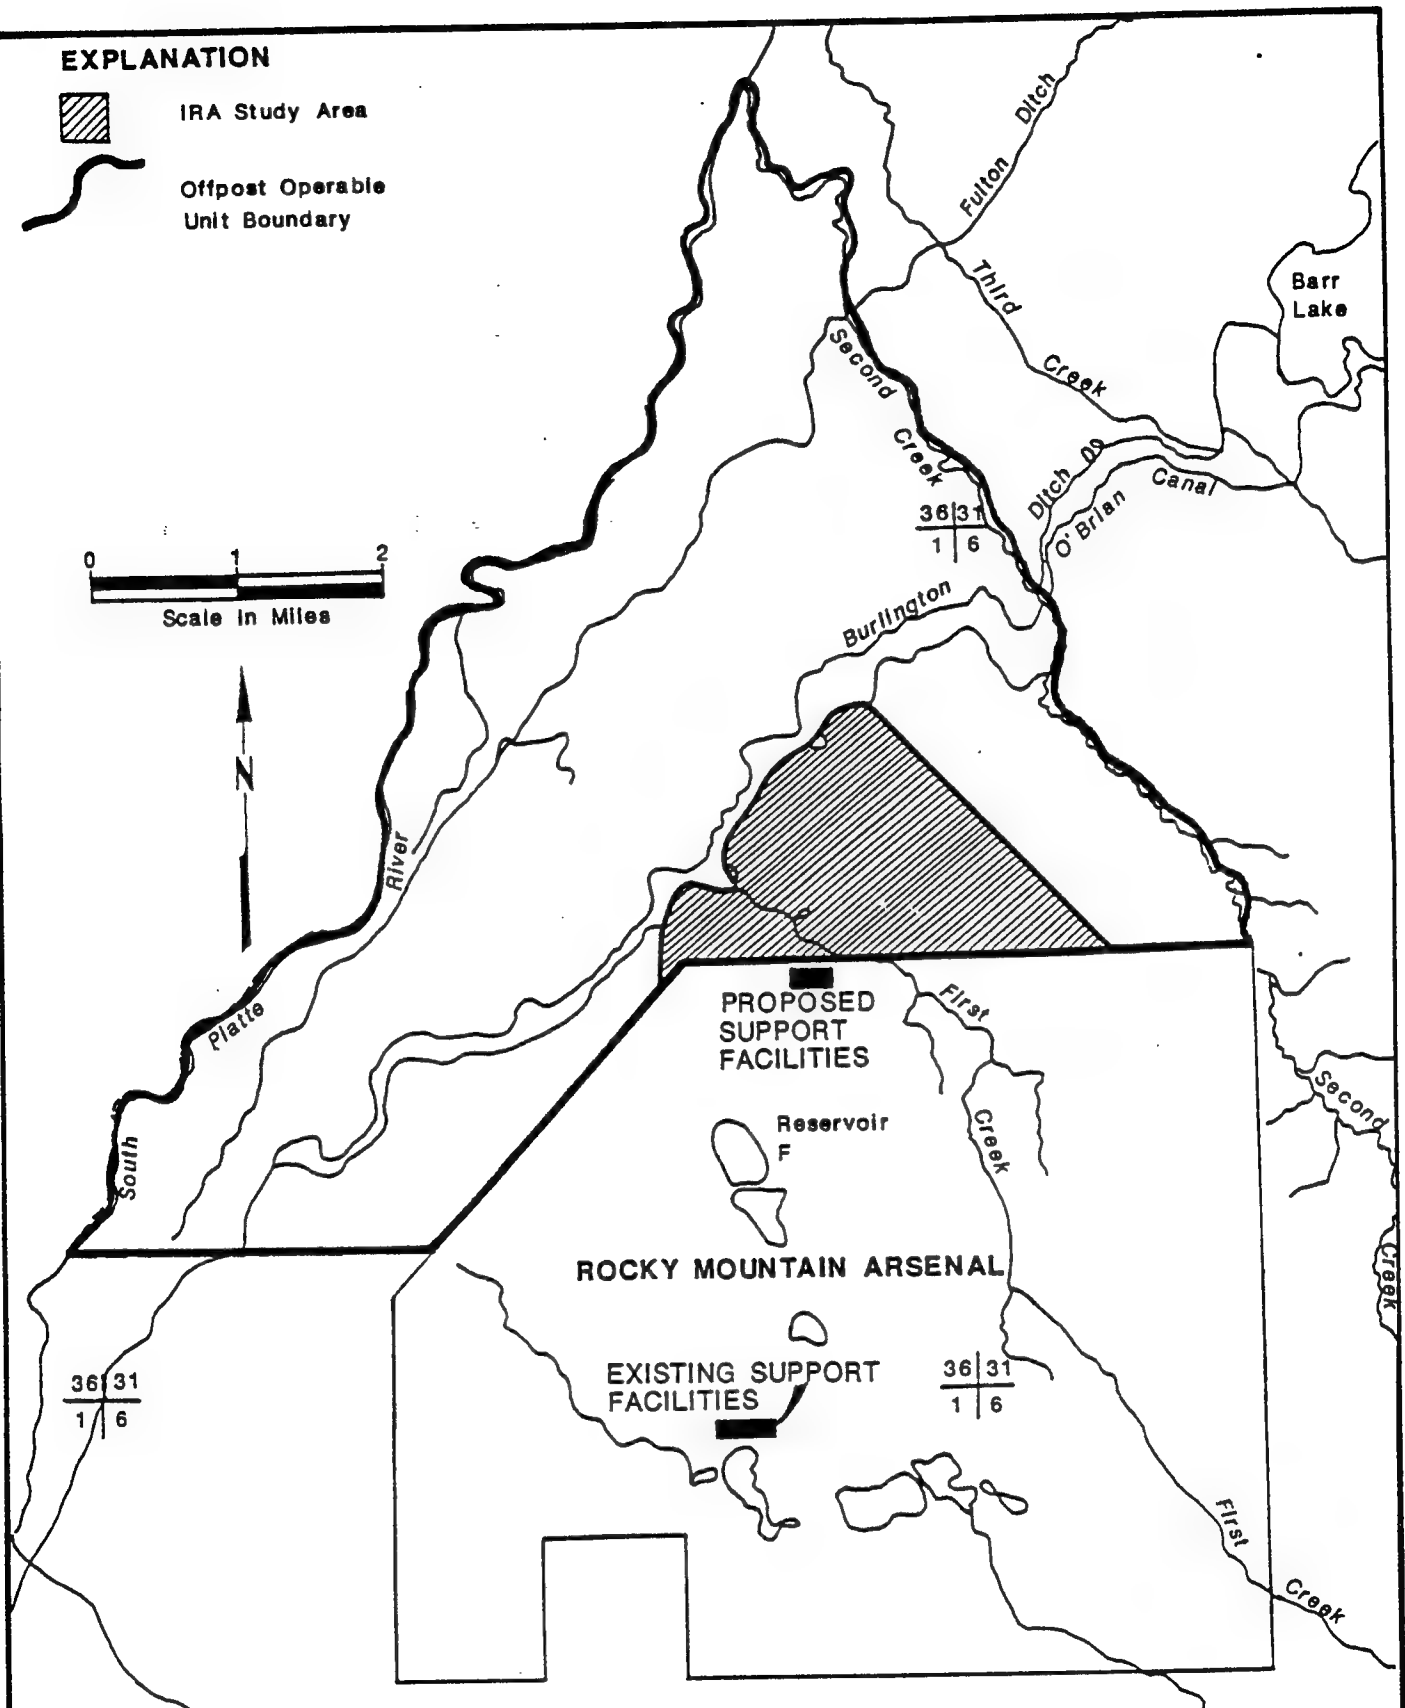 EXPLANATION
IRA Study Area
Offpost Operable
Unit Boundary
Ditch
Fulton
Third
Creek
Barr
Lake
Second
Creek
Ditch
O'Brian
Canal
36 31
1 6
0 1 2
Scale in Miles
Burlington
N
River
Platte
South
PROPOSED
SUPPORT
FACILITIES
First
Creek
Second
Creek
Reservoir
F
ROCKY MOUNTAIN ARSENAL
EXISTING SUPPORT
FACILITIES
36 31
1 6
36 31
1 6
First
Creek